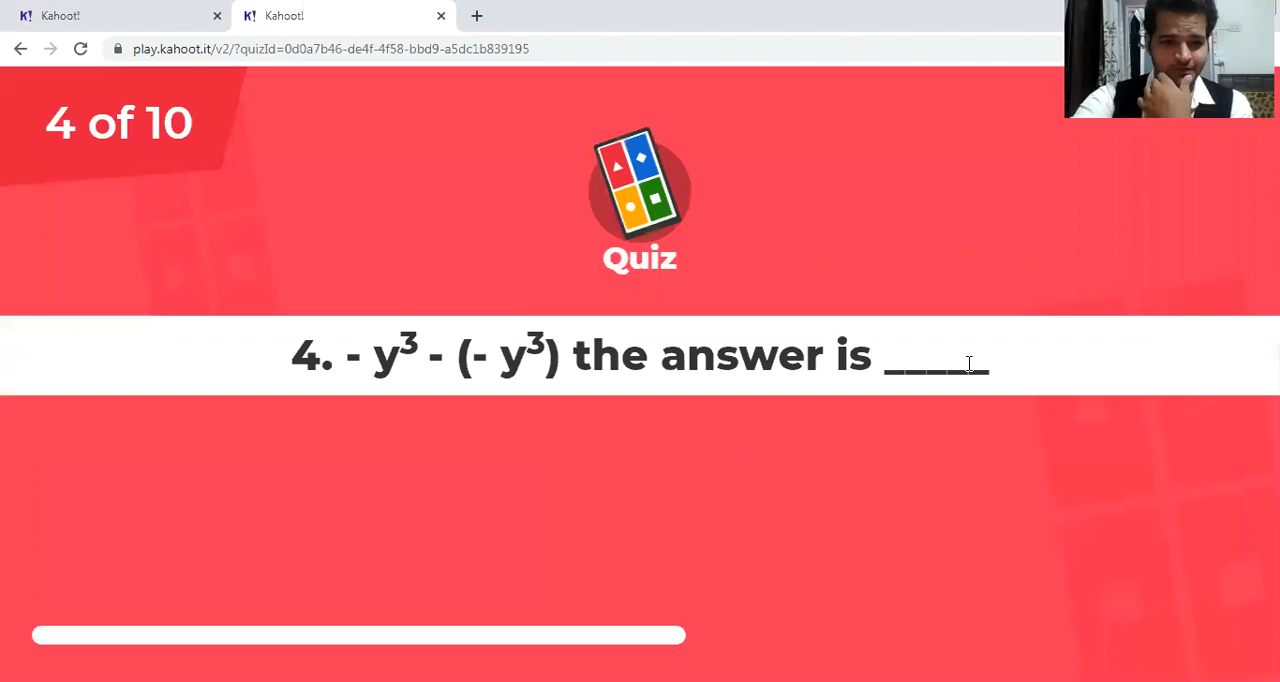 K! Kahoot!
K! Kahoot!
play.kahoot.it/v2/?quizId=0d0a7b46-de4f-4f58-bbd9-a5dc1b839195
4 of 10
Quiz
4. - y³ - (- y³) the answer is _____